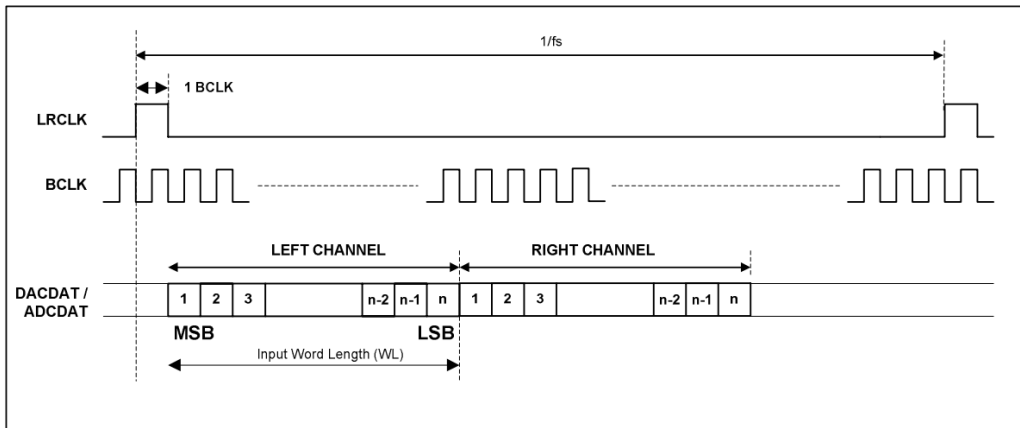 1/fs
1 BCLK
LRCLK
BCLK
LEFT CHANNEL
RIGHT CHANNEL
DACDAT /
ADCDAT
1 2 3 n-2 n-1 n 1 2 3 n-2 n-1 n
MSB LSB
Input Word Length (WL)